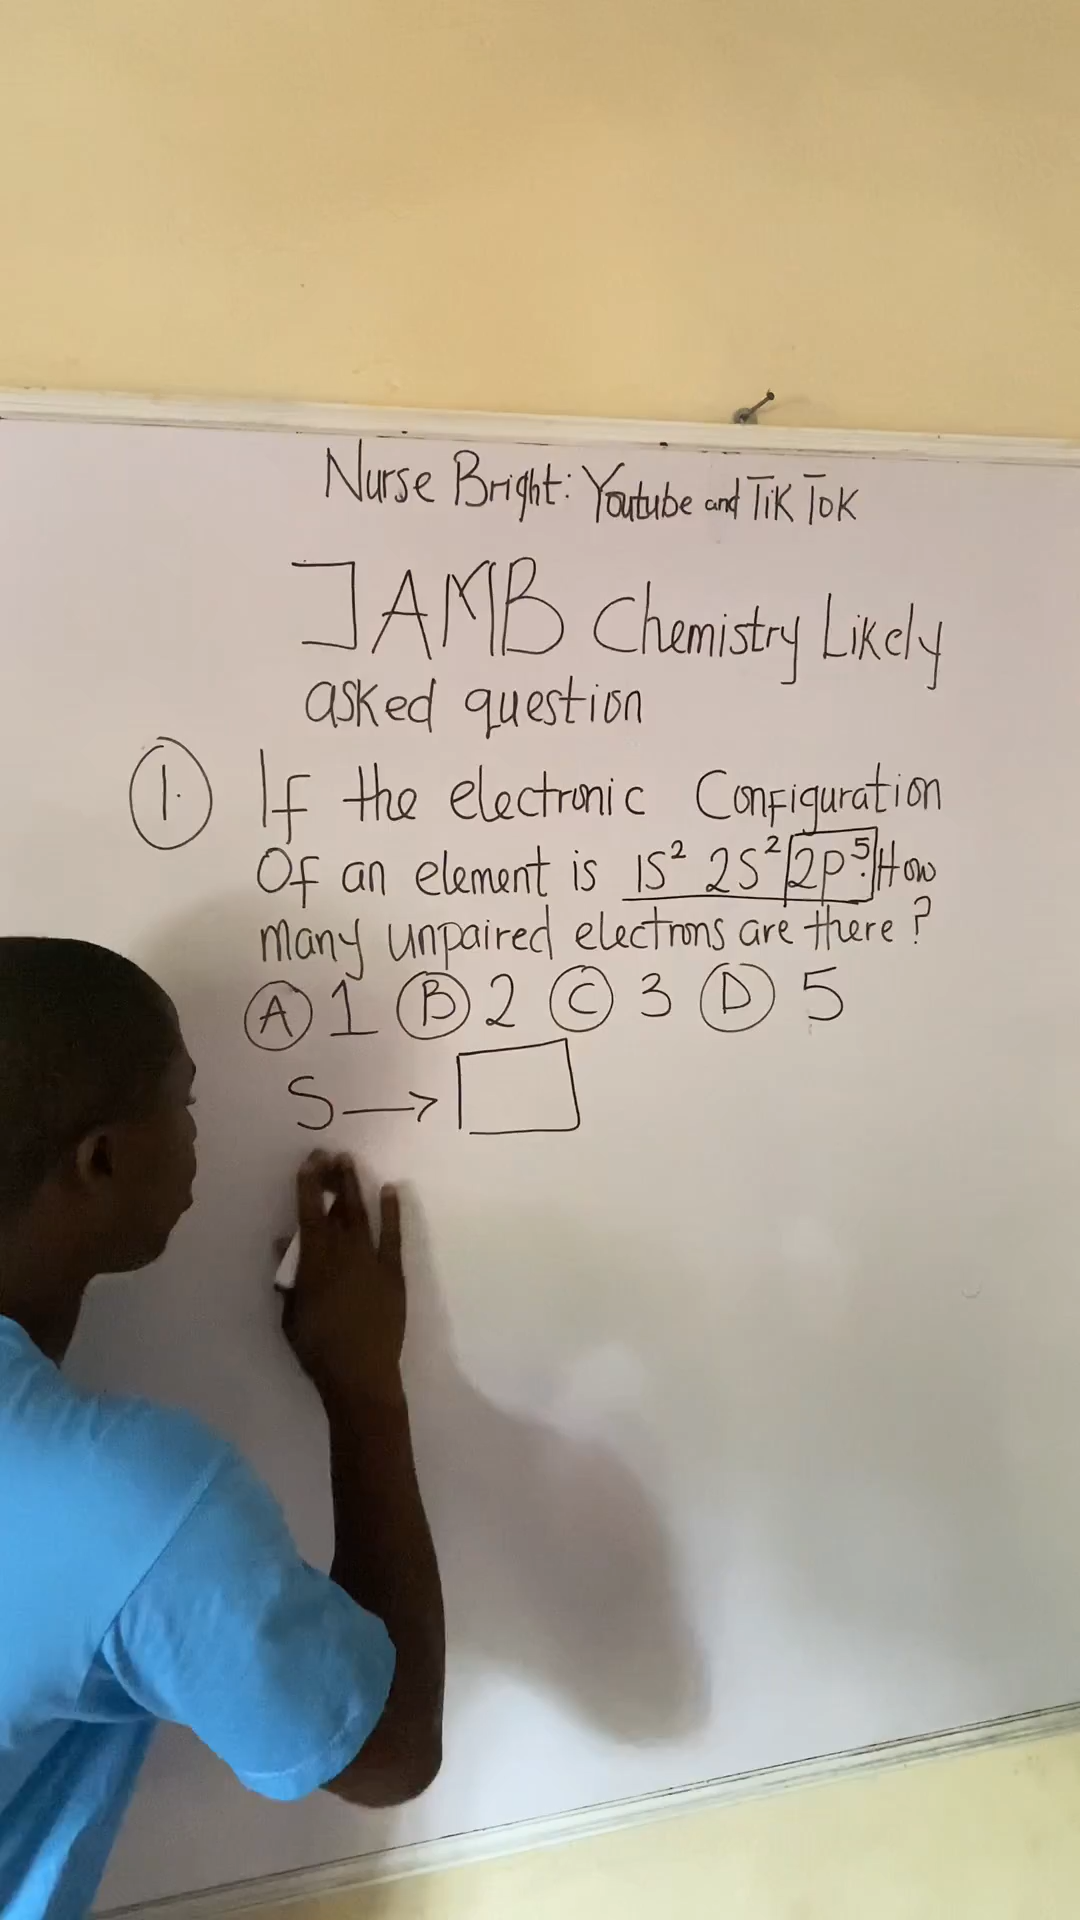 Nurse Bright: Youtube and TikTok
JAMB Chemistry Likely
asked question
1. If the electronic Configuration
Of an element is 1S² 2S² 2p⁵. How
many unpaired electrons are there?
A 1 B 2 C 3 D 5
S →